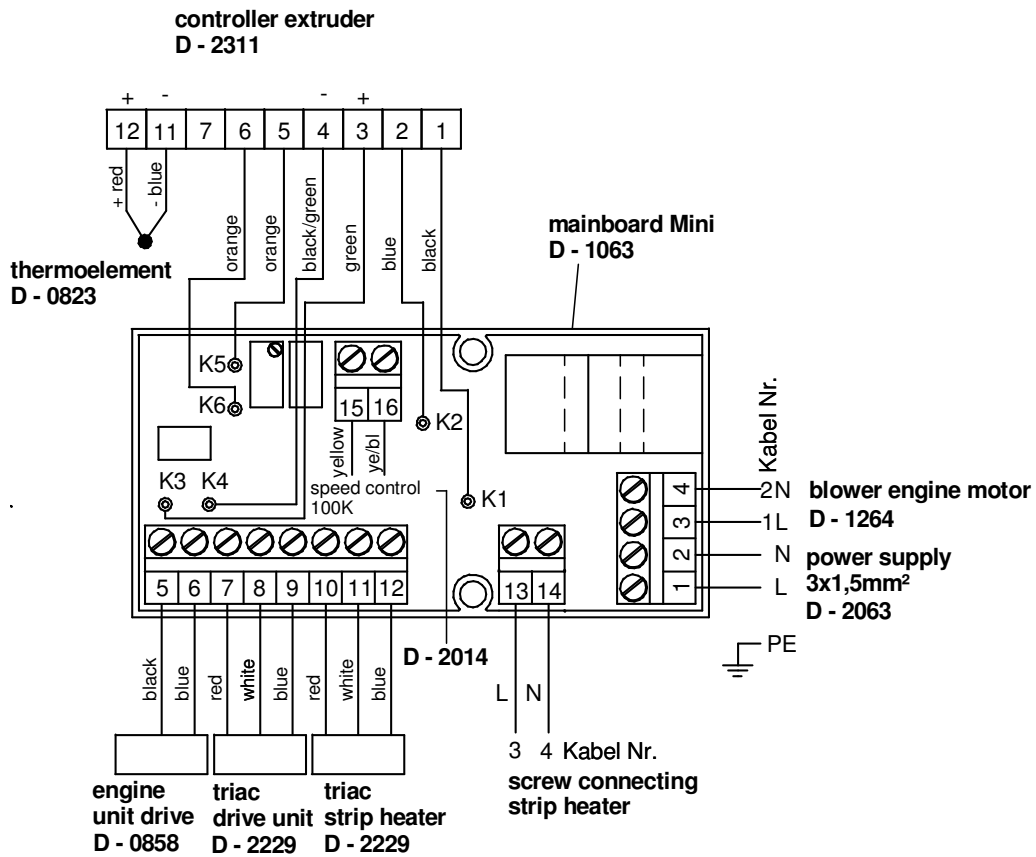 controller extruder
D - 2311
+ - - +
12 11 7 6 5 4 3 2 1
+ red
- blue
orange
orange
black/green
green
blue
black
thermoelement
D - 0823
mainboard Mini
D - 1063
K5
K6
15 16
K2
yellow
ye/bl
K3 K4
speed control
100K
K1
Kabel Nr.
4 2N blower engine motor
3 1L D - 1264
2 N power supply
1 L 3x1,5mm²
D - 2063
PE
5 6 7 8 9 10 11 12
13 14
D - 2014
black
blue
red
white
blue
red
white
blue
L N
3 4 Kabel Nr.
screw connecting
strip heater
engine
unit drive
D - 0858
triac
drive unit
D - 2229
triac
strip heater
D - 2229